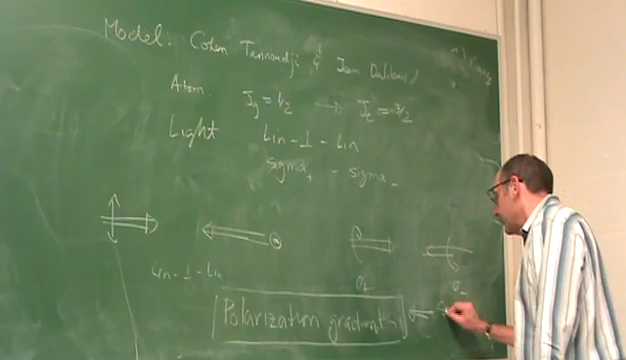 Model: Cohen Tannoudji & Jean Dalibard
Atom: Jg = 1/2 → Je = 3/2
Light Lin - ⊥ - Lin
sigma+ - sigma-
Lin - ⊥ - Lin
σ+ σ-
Polarization gradients